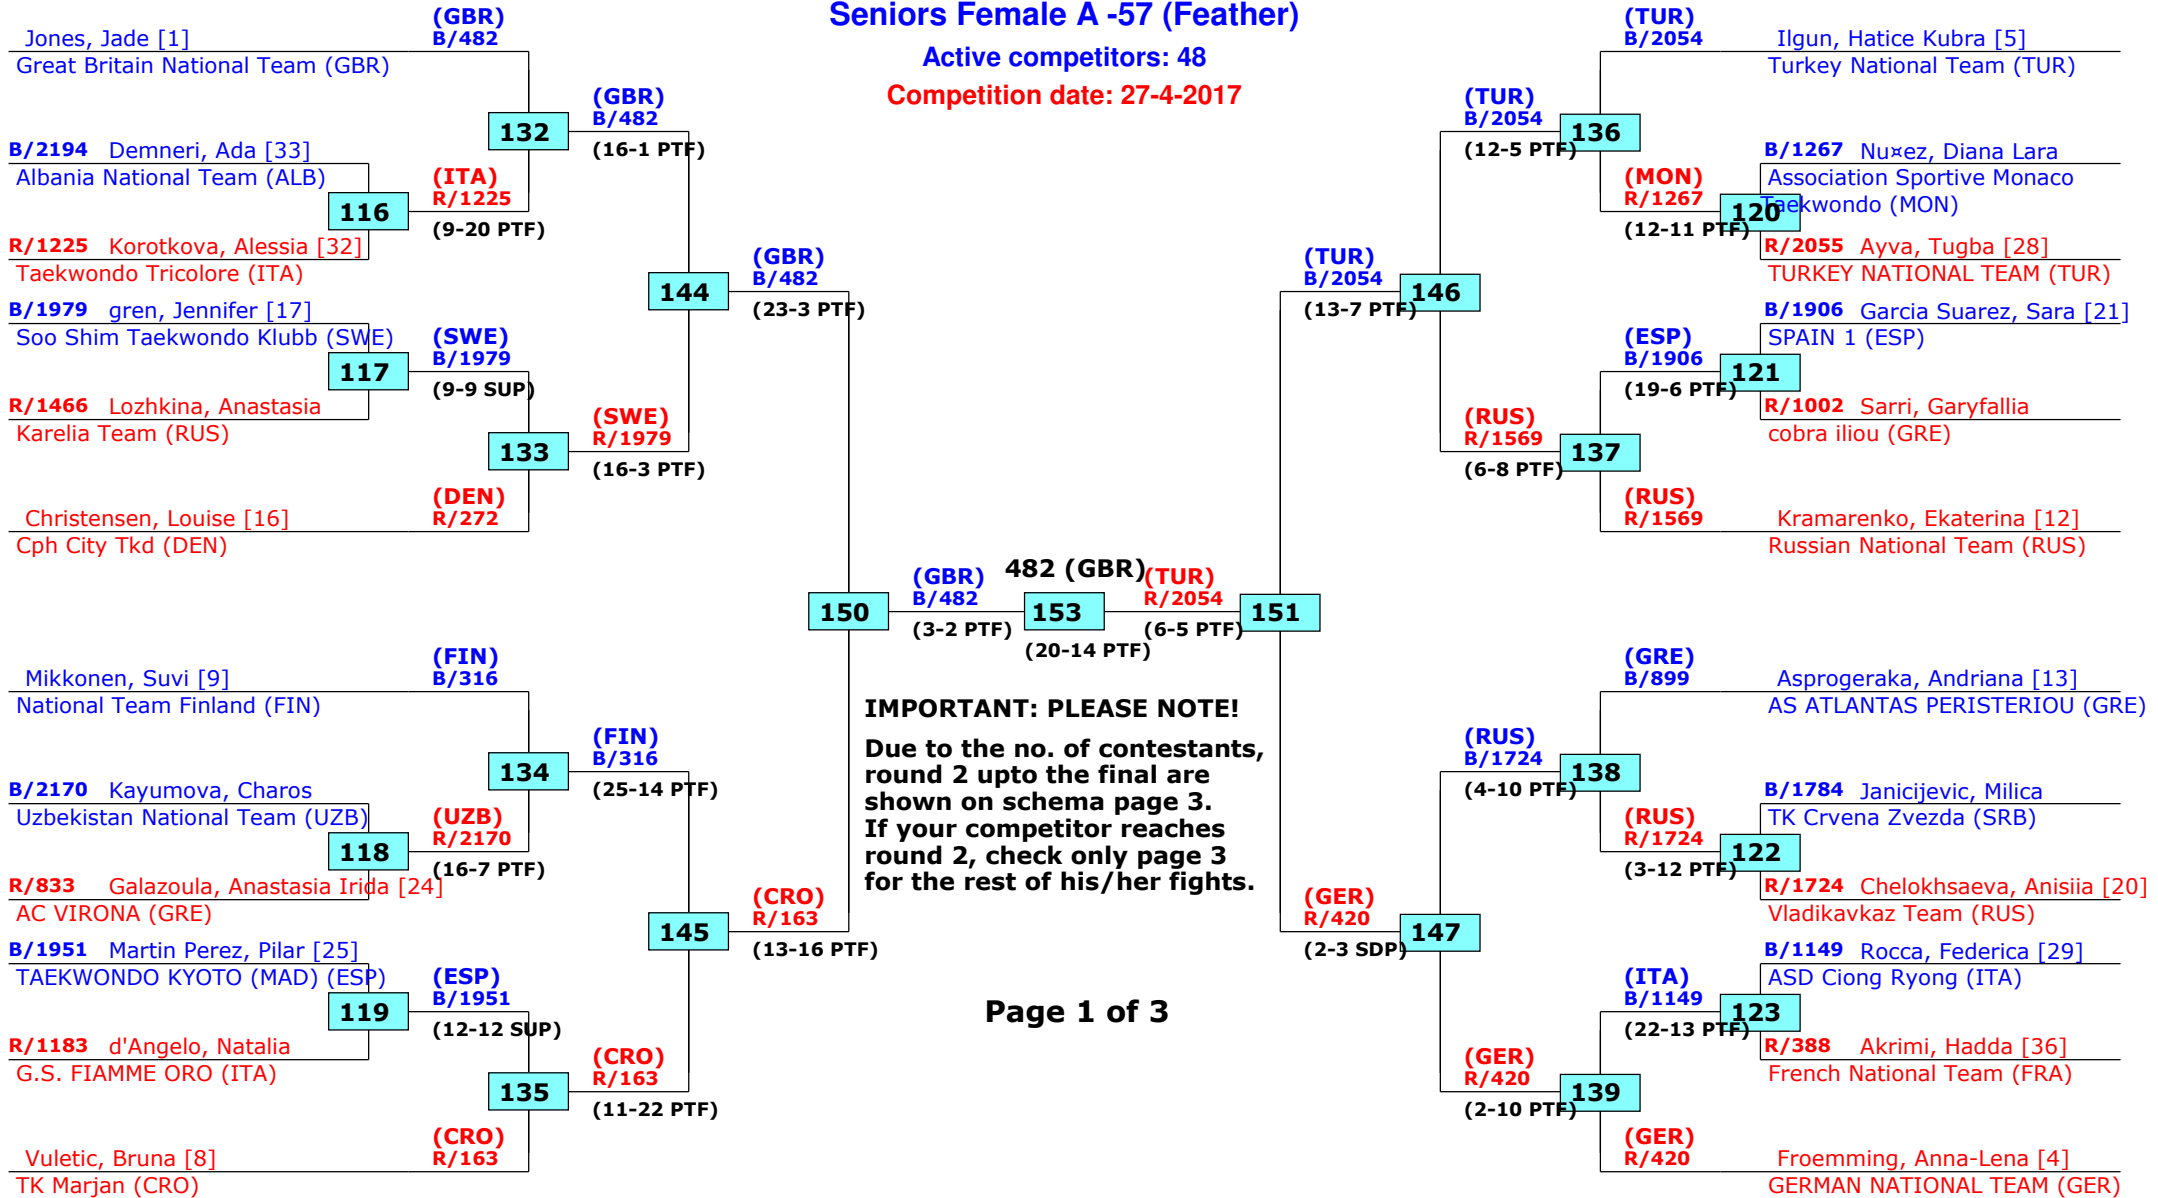 Seniors Female A -57 (Feather)
Active competitors: 48
Competition date: 27-4-2017
Jones, Jade [1]
Great Britain National Team (GBR)
(GBR)
B/482
132
(GBR)
B/482
(16-1 PTF)
B/2194 Demneri, Ada [33]
Albania National Team (ALB)
116
(ITA)
R/1225
(9-20 PTF)
R/1225 Korotkova, Alessia [32]
Taekwondo Tricolore (ITA)
144
(GBR)
B/482
(23-3 PTF)
B/1979 gren, Jennifer [17]
Soo Shim Taekwondo Klubb (SWE)
117
(SWE)
B/1979
(9-9 SUP)
R/1466 Lozhkina, Anastasia
Karelia Team (RUS)
133
(SWE)
R/1979
(16-3 PTF)
(DEN)
R/272
Christensen, Louise [16]
Cph City Tkd (DEN)
150
(GBR)
B/482
(3-2 PTF)
482 (GBR)
153
(20-14 PTF)
(TUR)
R/2054
(6-5 PTF)
151
Mikkonen, Suvi [9]
National Team Finland (FIN)
(FIN)
B/316
134
(FIN)
B/316
(25-14 PTF)
B/2170 Kayumova, Charos
Uzbekistan National Team (UZB)
118
(UZB)
R/2170
(16-7 PTF)
R/833 Galazoula, Anastasia Irida [24]
AC VIRONA (GRE)
145
(CRO)
R/163
(13-16 PTF)
B/1951 Martin Perez, Pilar [25]
TAEKWONDO KYOTO (MAD) (ESP)
119
(ESP)
B/1951
(12-12 SUP)
R/1183 d'Angelo, Natalia
G.S. FIAMME ORO (ITA)
135
(CRO)
R/163
(11-22 PTF)
(CRO)
R/163
Vuletic, Bruna [8]
TK Marjan (CRO)
IMPORTANT: PLEASE NOTE!
Due to the no. of contestants,
round 2 upto the final are
shown on schema page 3.
If your competitor reaches
round 2, check only page 3
for the rest of his/her fights.
Page 1 of 3
(TUR)
B/2054
Ilgun, Hatice Kubra [5]
Turkey National Team (TUR)
(TUR)
B/2054
(12-5 PTF)
136
B/1267 Nu¤ez, Diana Lara
Association Sportive Monaco
Taekwondo (MON)
(MON)
R/1267
(12-11 PTF)
120
R/2055 Ayva, Tugba [28]
TURKEY NATIONAL TEAM (TUR)
(TUR)
B/2054
(13-7 PTF)
146
B/1906 Garcia Suarez, Sara [21]
SPAIN 1 (ESP)
(ESP)
B/1906
(19-6 PTF)
121
R/1002 Sarri, Garyfallia
cobra iliou (GRE)
(RUS)
R/1569
(6-8 PTF)
137
(RUS)
R/1569
Kramarenko, Ekaterina [12]
Russian National Team (RUS)
(GRE)
B/899
Asprogeraka, Andriana [13]
AS ATLANTAS PERISTERIOU (GRE)
(RUS)
B/1724
(4-10 PTF)
138
B/1784 Janicijevic, Milica
TK Crvena Zvezda (SRB)
(RUS)
R/1724
(3-12 PTF)
122
R/1724 Chelokhsaeva, Anisiia [20]
Vladikavkaz Team (RUS)
(GER)
R/420
(2-3 SDP)
147
B/1149 Rocca, Federica [29]
ASD Ciong Ryong (ITA)
(ITA)
B/1149
(22-13 PTF)
123
R/388 Akrimi, Hadda [36]
French National Team (FRA)
(GER)
R/420
(2-10 PTF)
139
(GER)
R/420
Froemming, Anna-Lena [4]
GERMAN NATIONAL TEAM (GER)